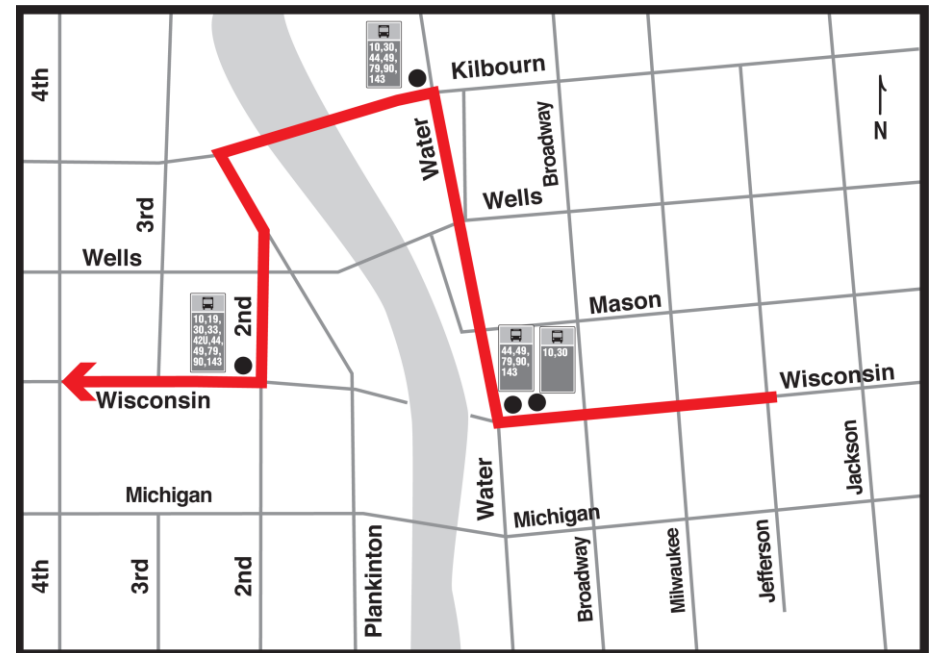 10,30,
44,49,
79,90,
143
Kilbourn
4th
Water
Broadway
N
3rd
Wells
Wells
2nd
10,19,
30,33,
42U,44,
49,79,
90,143
Mason
44,49,
79,90,
143
10,30
Wisconsin
Wisconsin
Jackson
Water
Michigan
Michigan
4th
3rd
2nd
Plankinton
Broadway
Milwaukee
Jefferson